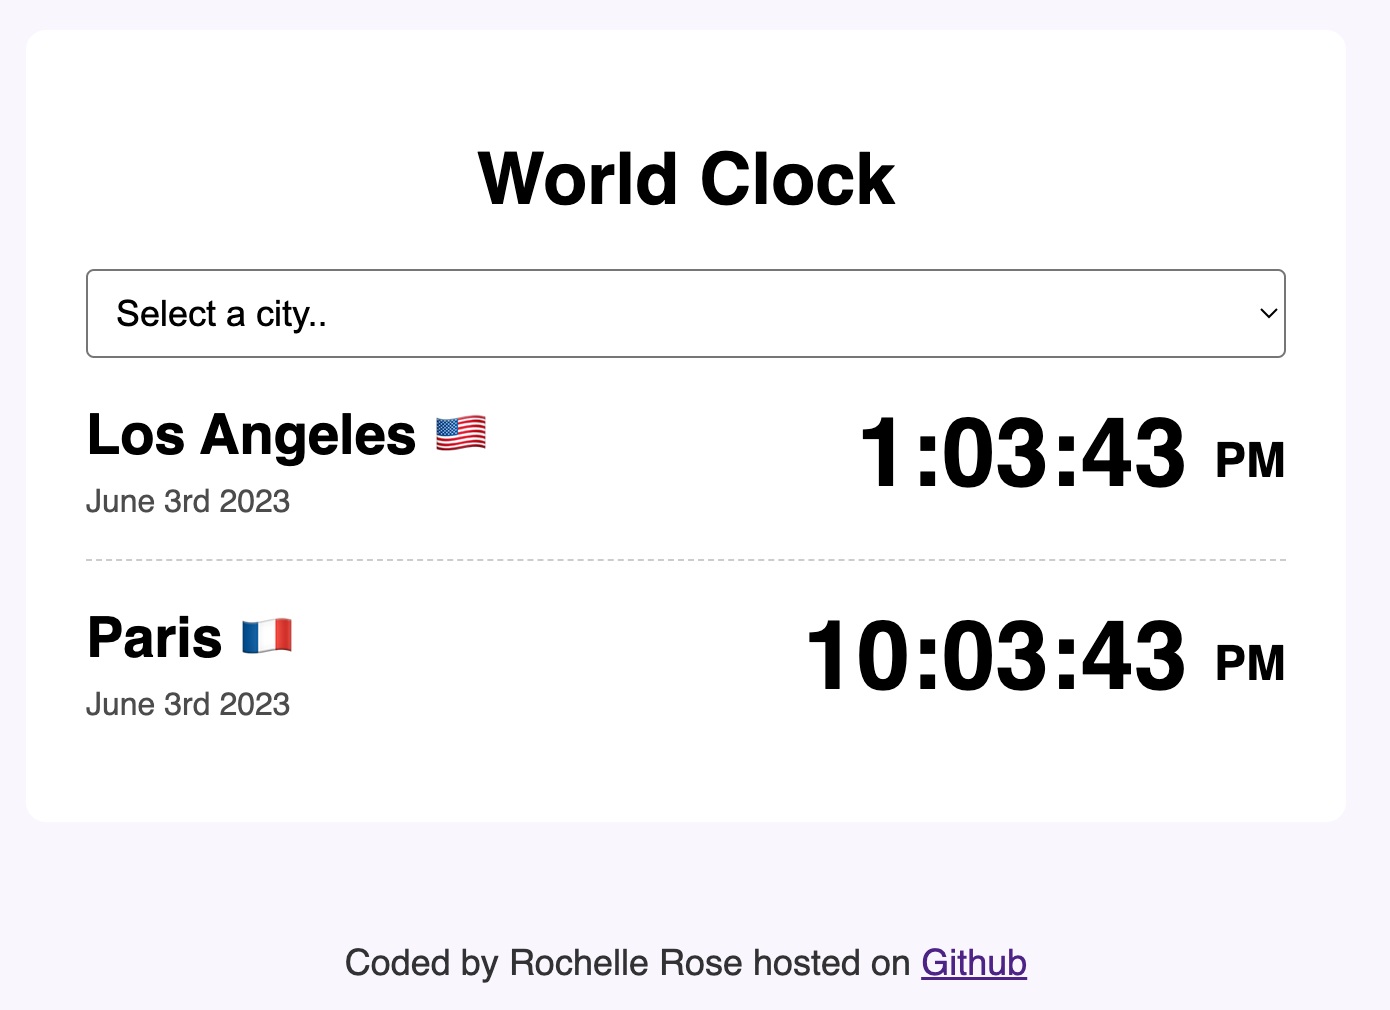 World Clock
Select a city..
Los Angeles 🇺🇸
1:03:43 PM
June 3rd 2023
Paris 🇫🇷
10:03:43 PM
June 3rd 2023
Coded by Rochelle Rose hosted on Github